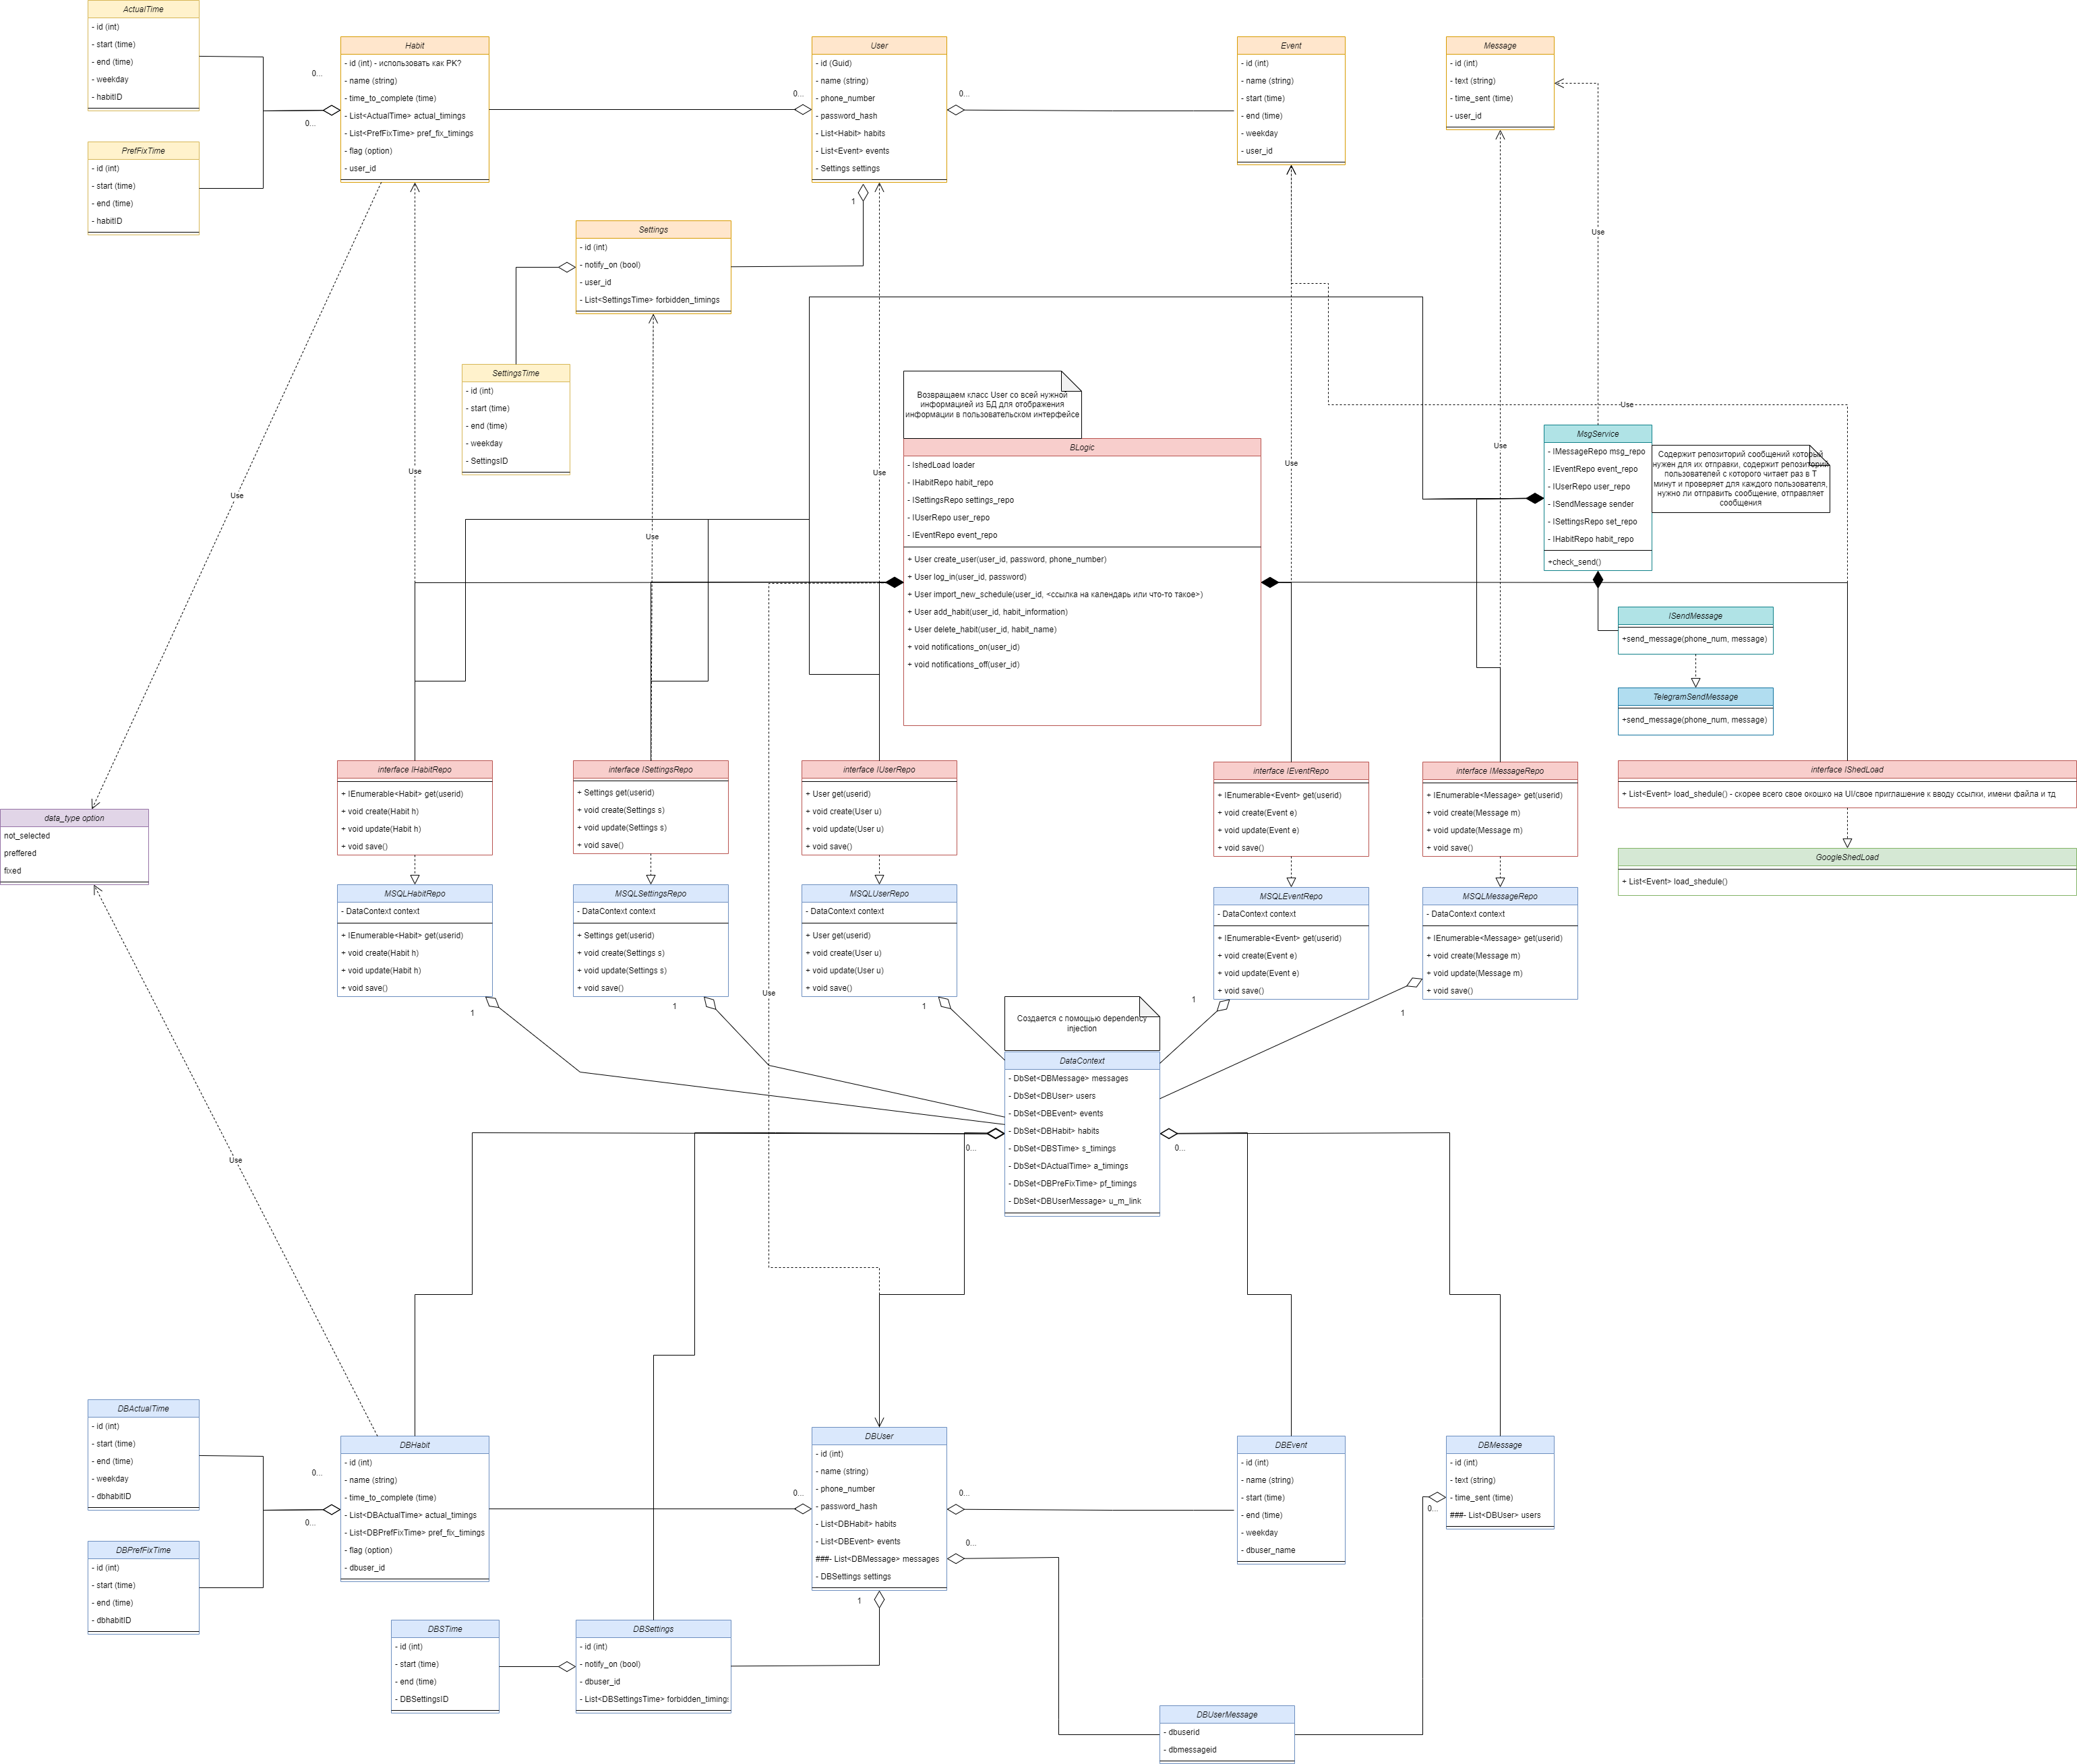 ActualTime
- id (int)
- start (time)
- end (time)
- weekday
- habitID
PrefFixTime
- id (int)
- start (time)
- end (time)
- habitID
0...
0...
Habit
- id (int) - использовать как PK?
- name (string)
- time_to_complete (time)
- List<ActualTime> actual_timings
- List<PrefFixTime> pref_fix_timings
- flag (option)
- user_id
0...
User
- id (Guid)
- name (string)
- phone_number
- password_hash
- List<Habit> habits
- List<Event> events
- Settings settings
0...
1
Event
- id (int)
- name (string)
- start (time)
- end (time)
- weekday
- user_id
Message
- id (int)
- text (string)
- time_sent (time)
- user_id
Use
Settings
- id (int)
- notify_on (bool)
- user_id
- List<SettingsTime> forbidden_timings
SettingsTime
- id (int)
- start (time)
- end (time)
- weekday
- SettingsID
Use
Use
Use
Use
Use
Use
Use
Возвращаем класс User со всей нужной
информацией из БД для отображения
информации в пользовательском интерфейсе
BLogic
- IshedLoad loader
- IHabitRepo habit_repo
- ISettingsRepo settings_repo
- IUserRepo user_repo
- IEventRepo event_repo
+ User create_user(user_id, password, phone_number)
+ User log_in(user_id, password)
+ User import_new_schedule(user_id, <ссылка на календарь или что-то такое>)
+ User add_habit(user_id, habit_information)
+ User delete_habit(user_id, habit_name)
+ void notifications_on(user_id)
+ void notifications_off(user_id)
MsgService
- IMessageRepo msg_repo
- IEventRepo event_repo
- IUserRepo user_repo
- ISendMessage sender
- ISettingsRepo set_repo
- IHabitRepo habit_repo
+check_send()
Содержит репозиторий сообщений который
нужен для их отправки, содержит репозиторий
пользователей с которого читает раз в T
минут и проверяет для каждого пользователя,
нужно ли отправить сообщение, отправляет
сообщения
ISendMessage
+send_message(phone_num, message)
TelegramSendMessage
+send_message(phone_num, message)
data_type option
not_selected
preffered
fixed
interface IHabitRepo
+ IEnumerable<Habit> get(userid)
+ void create(Habit h)
+ void update(Habit h)
+ void save()
interface ISettingsRepo
+ Settings get(userid)
+ void create(Settings s)
+ void update(Settings s)
+ void save()
interface IUserRepo
+ User get(userid)
+ void create(User u)
+ void update(User u)
+ void save()
interface IEventRepo
+ IEnumerable<Event> get(userid)
+ void create(Event e)
+ void update(Event e)
+ void save()
interface IMessageRepo
+ IEnumerable<Message> get(userid)
+ void create(Message m)
+ void update(Message m)
+ void save()
interface IShedLoad
+ List<Event> load_shedule() - скорее всего свое окошко на UI/свое приглашение к вводу ссылки, имени файла и тд
GoogleShedLoad
+ List<Event> load_shedule()
MSQLHabitRepo
- DataContext context
+ IEnumerable<Habit> get(userid)
+ void create(Habit h)
+ void update(Habit h)
+ void save()
1
MSQLSettingsRepo
- DataContext context
+ Settings get(userid)
+ void create(Settings s)
+ void update(Settings s)
+ void save()
1
Use
MSQLUserRepo
- DataContext context
+ User get(userid)
+ void create(User u)
+ void update(User u)
+ void save()
1
MSQLEventRepo
- DataContext context
+ IEnumerable<Event> get(userid)
+ void create(Event e)
+ void update(Event e)
+ void save()
1
MSQLMessageRepo
- DataContext context
+ IEnumerable<Message> get(userid)
+ void create(Message m)
+ void update(Message m)
+ void save()
1
Создается с помощью dependency
injection
DataContext
- DbSet<DBMessage> messages
- DbSet<DBUser> users
- DbSet<DBEvent> events
- DbSet<DBHabit> habits
- DbSet<DBSTime> s_timings
- DbSet<DActualTime> a_timings
- DbSet<DBPreFixTime> pf_timings
- DbSet<DBUserMessage> u_m_link
0...
0...
Use
DBActualTime
- id (int)
- start (time)
- end (time)
- weekday
- dbhabitID
DBPrefFixTime
- id (int)
- start (time)
- end (time)
- dbhabitID
0...
0...
DBHabit
- id (int)
- name (string)
- time_to_complete (time)
- List<DBActualTime> actual_timings
- List<DBPrefFixTime> pref_fix_timings
- flag (option)
- dbuser_id
0...
DBUser
- id (int)
- name (string)
- phone_number
- password_hash
- List<DBHabit> habits
- List<DBEvent> events
###- List<DBMessage> messages
- DBSettings settings
0...
0...
1
DBEvent
- id (int)
- name (string)
- start (time)
- end (time)
- weekday
- dbuser_name
DBMessage
- id (int)
- text (string)
- time_sent (time)
###- List<DBUser> users
0...
DBSTime
- id (int)
- start (time)
- end (time)
- DBSettingsID
DBSettings
- id (int)
- notify_on (bool)
- dbuser_id
- List<DBSettingsTime> forbidden_timings
DBUserMessage
- dbuserid
- dbmessageid